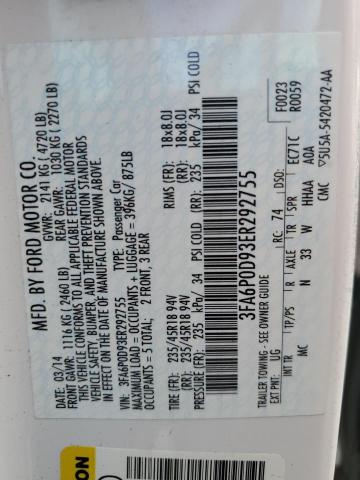 MFD. BY FORD MOTOR CO.
03/14 GVWR: 2141 KG ( 4720 LB)
FRONT GAWR: 1116 KG ( 2460 LB) REAR GAWR: 1030 KG ( 2270 LB)
THIS VEHICLE CONFORMS TO ALL APPLICABLE FEDERAL MOTOR
VEHICLE SAFETY, BUMPER, AND THEFT PREVENTION STANDARDS
IN EFFECT ON THE DATE OF MANUFACTURE SHOWN ABOVE.
VIN: 3FA6P0D93ER292755 TYPE: Passenger Car
MAXIMUM LOAD = OCCUPANTS + LUGGAGE = 396KG/ 875LB
OCCUPANTS = 5 TOTAL; 2 FRONT, 3 REAR
TIRE (FR): 235/45R18 94V RIMS (FR): 18x8.0J
TIRE (RR): 235/45R18 94V (RR): 18x8.0J
PRESSURE (FR): 235 kPa/ 34 PSI COLD (RR): 235 kPa/ 34 PSI COLD
3FA6P0D93ER292755
TRAILER TOWING - SEE OWNER GUIDE
EXT PNT: UG RC: 74 DSO: F0023
R0059
INT TR TP/PS R AXLE TR SPR EC71C
MC N 33 W HHAA A0A
CMC 5U5A-5420472-AA
ON